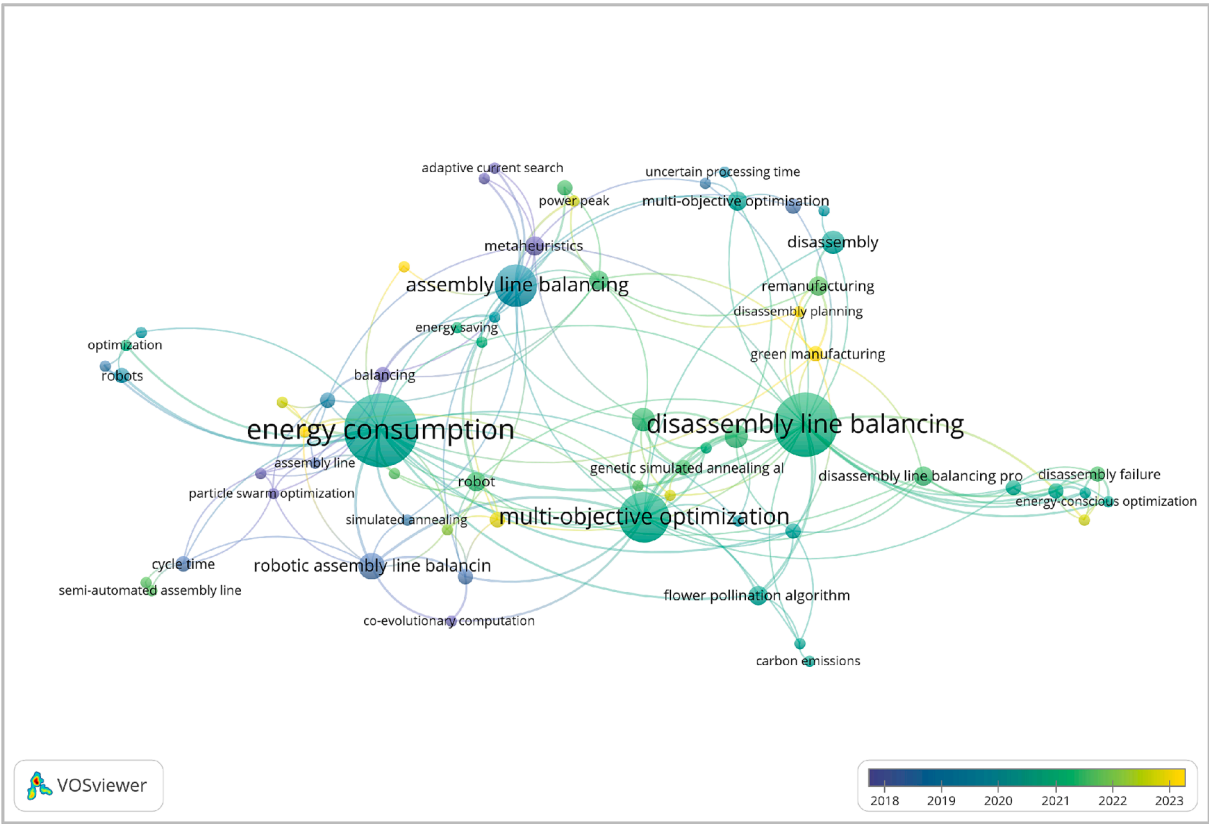 adaptive current search
uncertain processing time
power peak
multi-objective optimisation
metaheuristics
disassembly
assembly line balancing
remanufacturing
disassembly planning
energy saving
optimization
green manufacturing
robots
balancing
energy consumption
disassembly line balancing
assembly line
genetic simulated annealing al
disassembly line balancing pro
disassembly failure
robot
particle swarm optimization
energy-conscious optimization
simulated annealing
multi-objective optimization
cycle time
robotic assembly line balancin
semi-automated assembly line
flower pollination algorithm
co-evolutionary computation
carbon emissions
VOSviewer
2018 2019 2020 2021 2022 2023